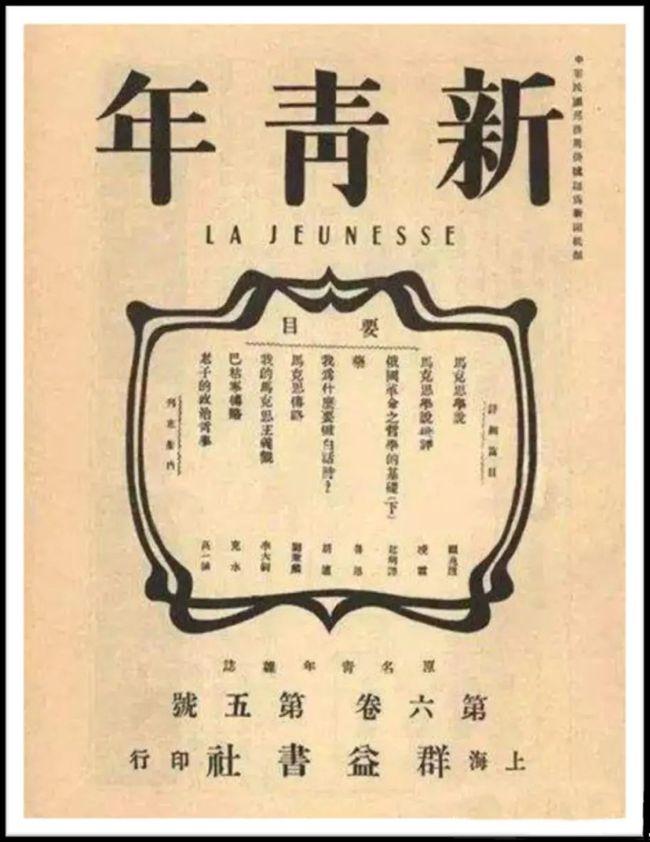 中華民國郵務局掛號認爲新聞紙類
新青年
LA JEUNESSE
要目
詳細篇目
馬克思學說 顧兆熊
馬克思學說批評 凌霜
俄國革命之哲學的基礎(下) 起明譯
藥 魯迅
我爲什麼要做白話詩? 胡適
馬克思傳略 劉秉麟
我的馬克思主義觀 李大釗
巴枯寧傳略 克水
老子的政治哲學 高一涵
列在册內
原名青年雜誌
第六卷 第五號
上海群益書社印行